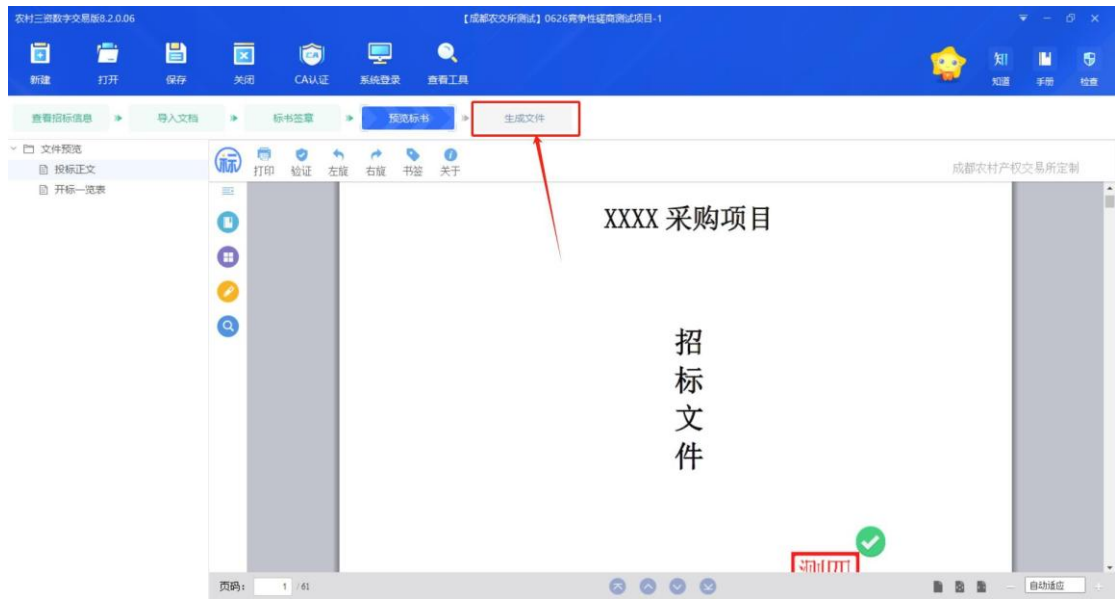 农村三资数字交易版8.2.0.06
【成都农交所测试】0626竞争性磋商测试项目-1
新建 打开 保存 关闭 CA认证 系统登录 查看工具
知 知道 手册 检查
查看招标信息 导入文档 标书签章 预览标书 生成文件
文件预览
投标正文
开标一览表
标 打印 验证 左旋 右旋 书签 关于
成都农村产权交易所定制
XXXX 采购项目
招
标
文
件
页码: 1 /61
自动适应